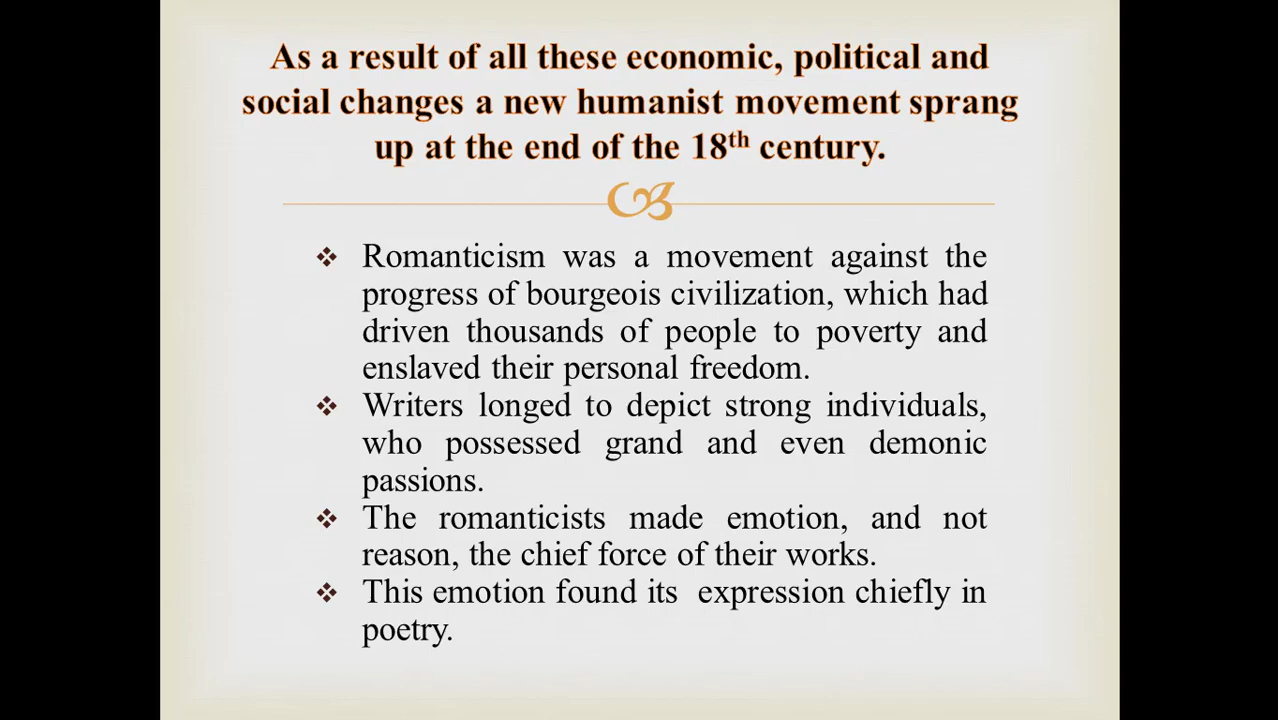 As a result of all these economic, political and
social changes a new humanist movement sprang
up at the end of the 18th century.
Romanticism was a movement against the
progress of bourgeois civilization, which had
driven thousands of people to poverty and
enslaved their personal freedom.
Writers longed to depict strong individuals,
who possessed grand and even demonic
passions.
The romanticists made emotion, and not
reason, the chief force of their works.
This emotion found its  expression chiefly in
poetry.